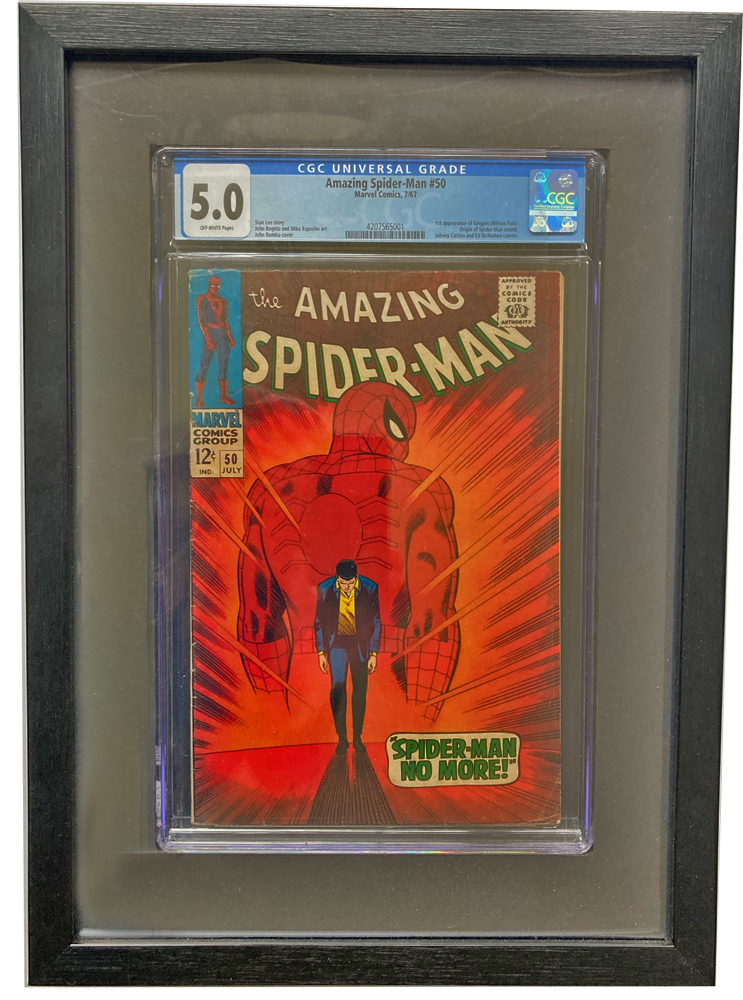 CGC UNIVERSAL GRADE
5.0
OFF-WHITE Pages
Amazing Spider-Man #50
Marvel Comics, 7/67
Stan Lee story
John Romita and Mike Esposito art
John Romita cover
4207565001
1st appearance of Kingpin (Wilson Fisk).
Origin of Spider-Man retold.
Johnny Carson and Ed McMahon cameo.
CGC
the AMAZING
SPIDER-MAN
APPROVED
BY THE
COMICS
CODE
AUTHORITY
MARVEL
COMICS
GROUP
12¢
IND.
50
JULY
"SPIDER-MAN
NO MORE!"